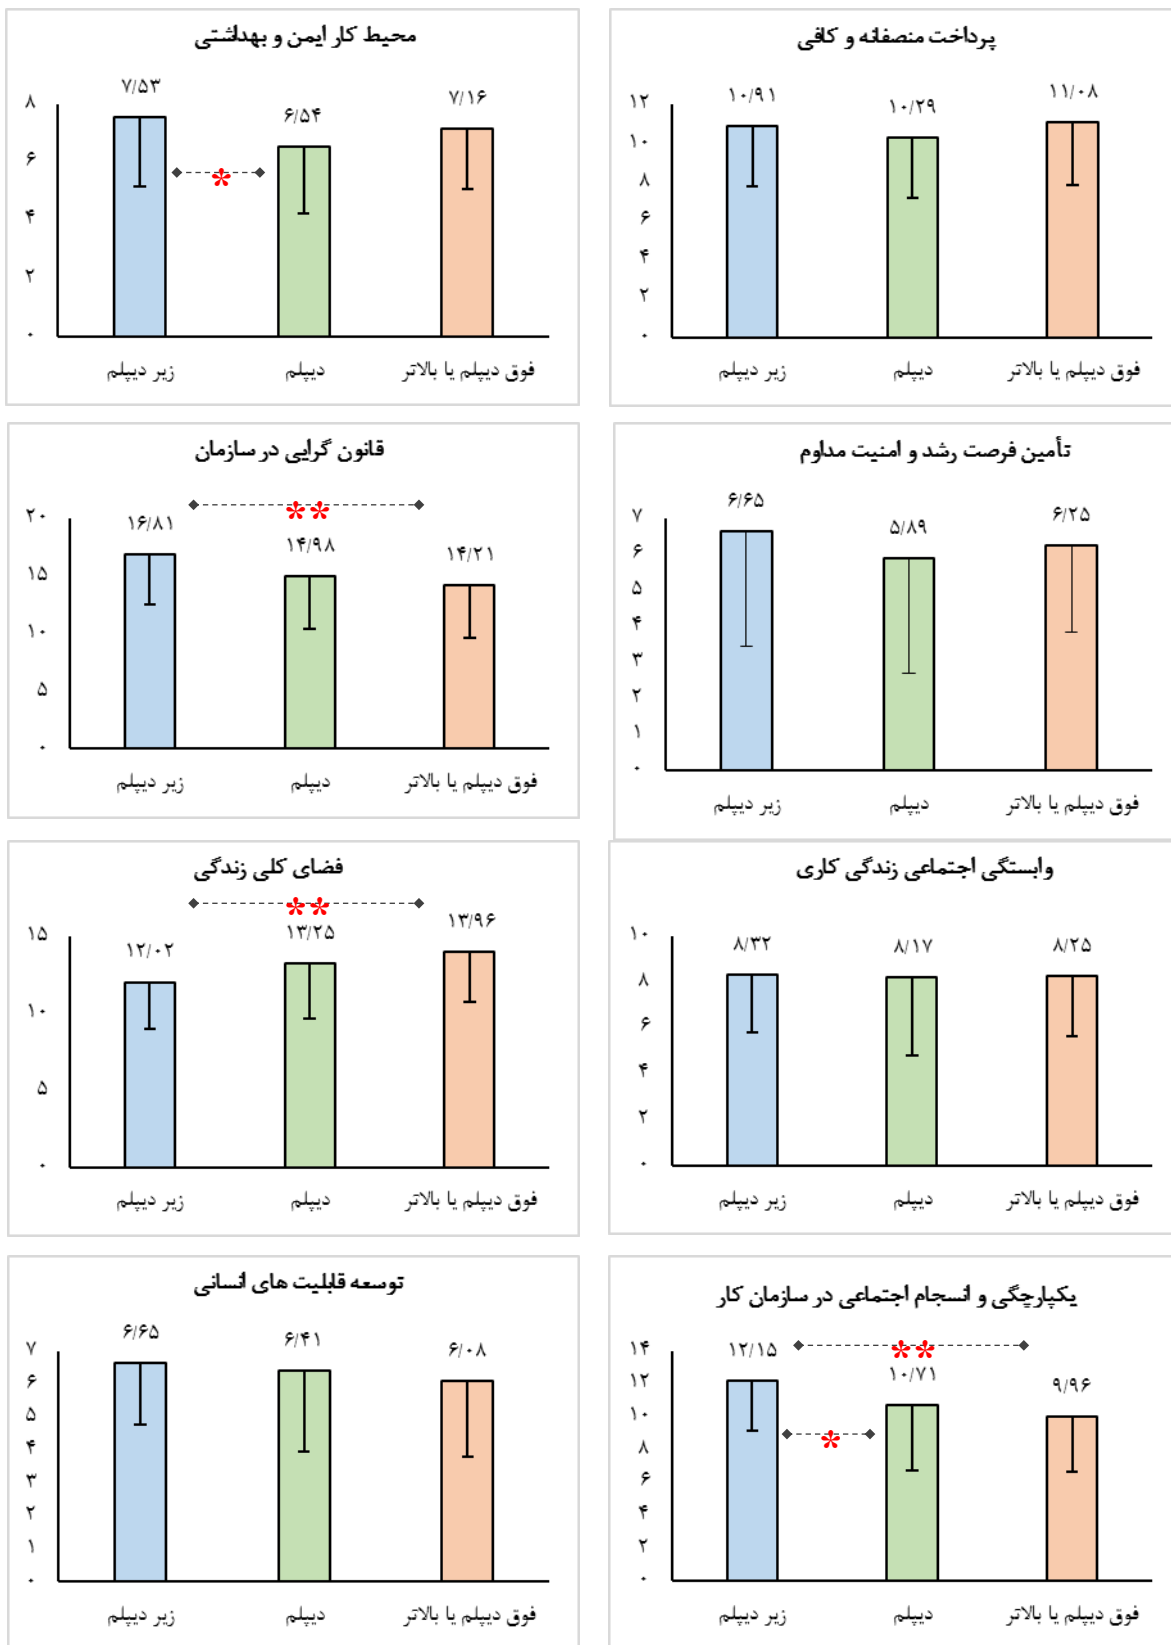 پرداخت منصفانه و کافی
۱۰/۹۱
۱۰/۲۹
۱۱/۰۸
۱۲
۱۰
۸
۶
۴
۲
۰
زیر دیپلم
دیپلم
فوق دیپلم یا بالاتر
محیط کار ایمن و بهداشتی
۷/۵۳
۶/۵۴
۷/۱۶
۸
۶
۴
۲
۰
*
زیر دیپلم
دیپلم
فوق دیپلم یا بالاتر
تأمین فرصت رشد و امنیت مداوم
۶/۶۵
۵/۸۹
۶/۲۵
۷
۶
۵
۴
۳
۲
۱
۰
زیر دیپلم
دیپلم
فوق دیپلم یا بالاتر
قانون گرایی در سازمان
**
۱۶/۸۱
۱۴/۹۸
۱۴/۲۱
۲۰
۱۵
۱۰
۵
۰
زیر دیپلم
دیپلم
فوق دیپلم یا بالاتر
وابستگی اجتماعی زندگی کاری
۸/۳۲
۸/۱۷
۸/۲۵
۱۰
۸
۶
۴
۲
۰
زیر دیپلم
دیپلم
فوق دیپلم یا بالاتر
فضای کلی زندگی
**
۱۲/۰۲
۱۳/۲۵
۱۳/۹۶
۱۵
۱۰
۵
۰
زیر دیپلم
دیپلم
فوق دیپلم یا بالاتر
یکپارچگی و انسجام اجتماعی در سازمان کار
**
۱۲/۱۵
۱۰/۷۱
۹/۹۶
۱۴
۱۲
۱۰
۸
۶
۴
۲
۰
*
زیر دیپلم
دیپلم
فوق دیپلم یا بالاتر
توسعه قابلیت های انسانی
۶/۶۵
۶/۴۱
۶/۰۸
۷
۶
۵
۴
۳
۲
۱
۰
زیر دیپلم
دیپلم
فوق دیپلم یا بالاتر